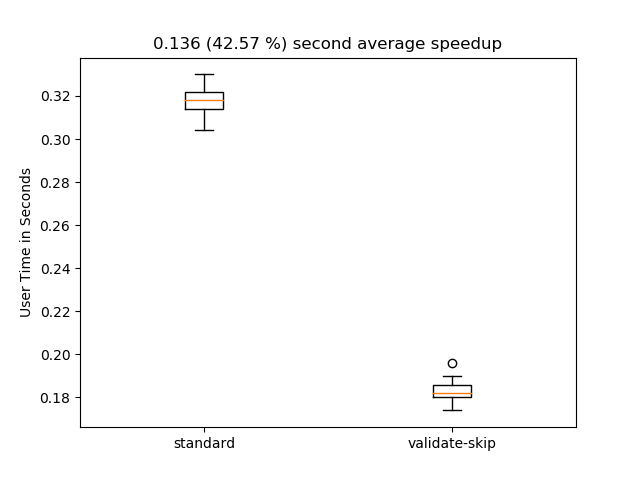 0.136 (42.57 %) second average speedup
User Time in Seconds
0.32
0.30
0.28
0.26
0.24
0.22
0.20
0.18
standard
validate-skip